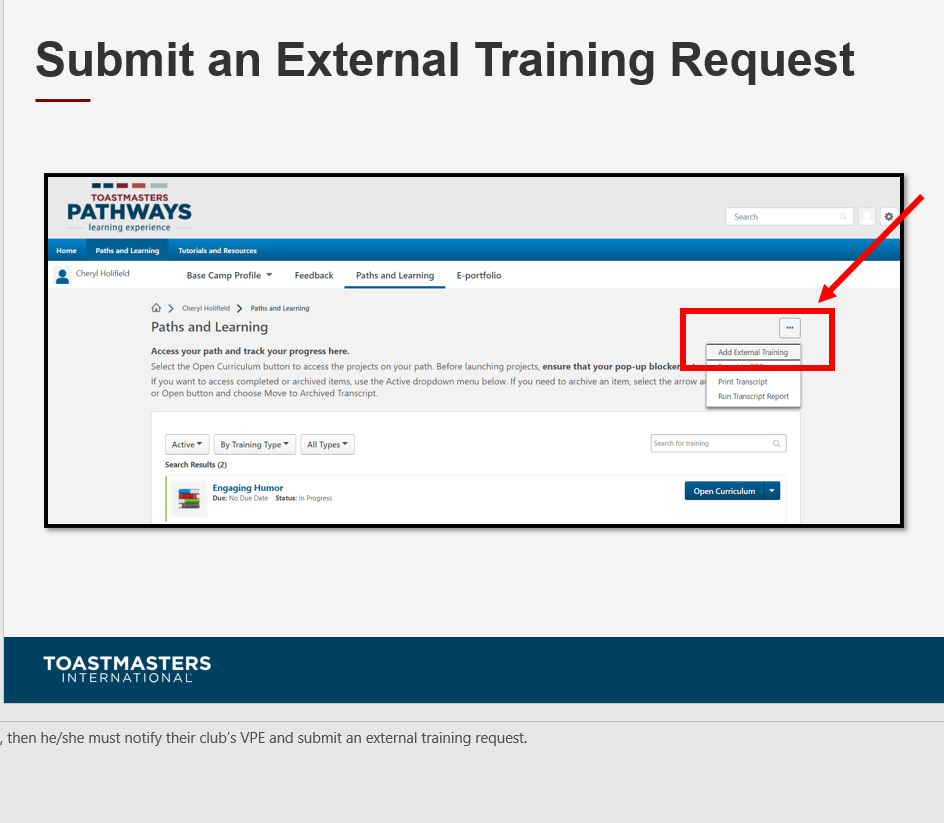 Submit an External Training Request
TOASTMASTERS
PATHWAYS
learning experience
Search
Home Paths and Learning Tutorials and Resources
Cheryl Holifield
Base Camp Profile Feedback Paths and Learning E-portfolio
Cheryl Holifield Paths and Learning
Paths and Learning
...
Add External Training
Print Transcript
Run Transcript Report
Access your path and track your progress here.
Select the Open Curriculum button to access the projects on your path. Before launching projects, ensure that your pop-up blocker
If you want to access completed or archived items, use the Active dropdown menu below. If you need to archive an item, select the arrow
or Open button and choose Move to Archived Transcript.
Active By Training Type All Types Search for training
Search Results (2)
Engaging Humor
Due: No Due Date Status: In Progress
Open Curriculum
TOASTMASTERS
INTERNATIONAL
, then he/she must notify their club's VPE and submit an external training request.